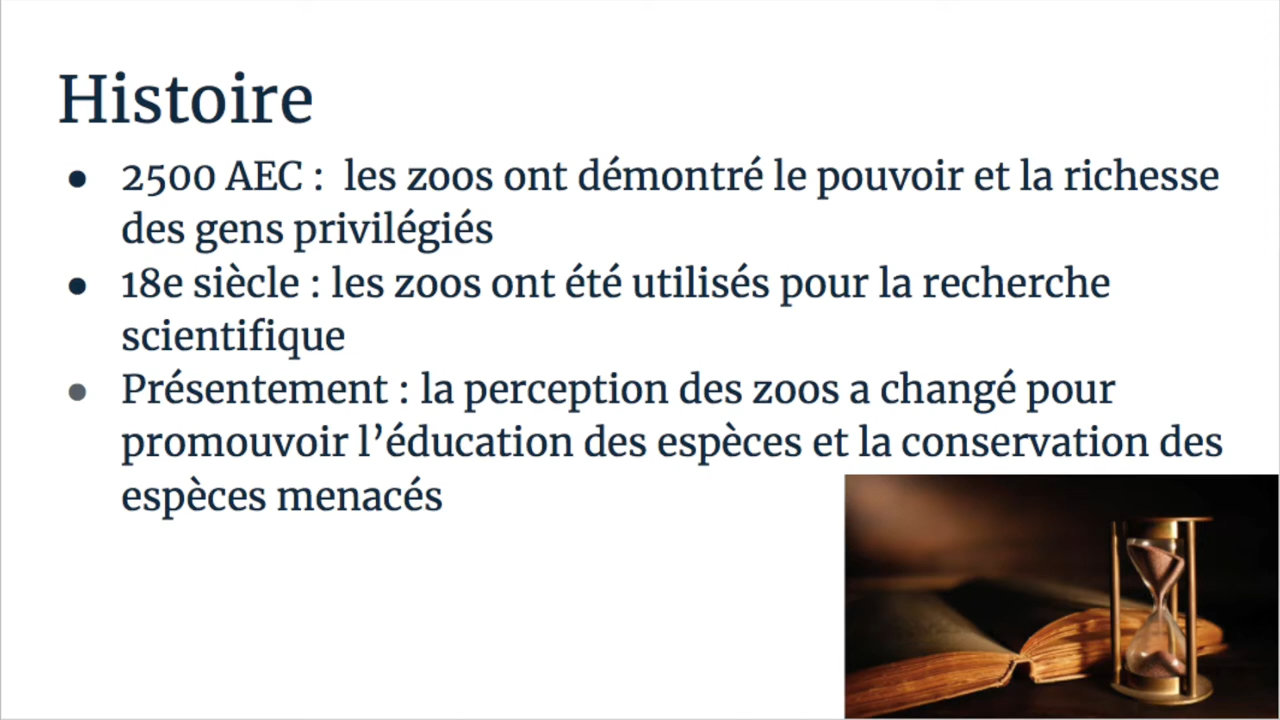 Histoire
● 2500 AEC :  les zoos ont démontré le pouvoir et la richesse
des gens privilégiés
● 18e siècle : les zoos ont été utilisés pour la recherche
scientifique
● Présentement : la perception des zoos a changé pour
promouvoir l’éducation des espèces et la conservation des
espèces menacés